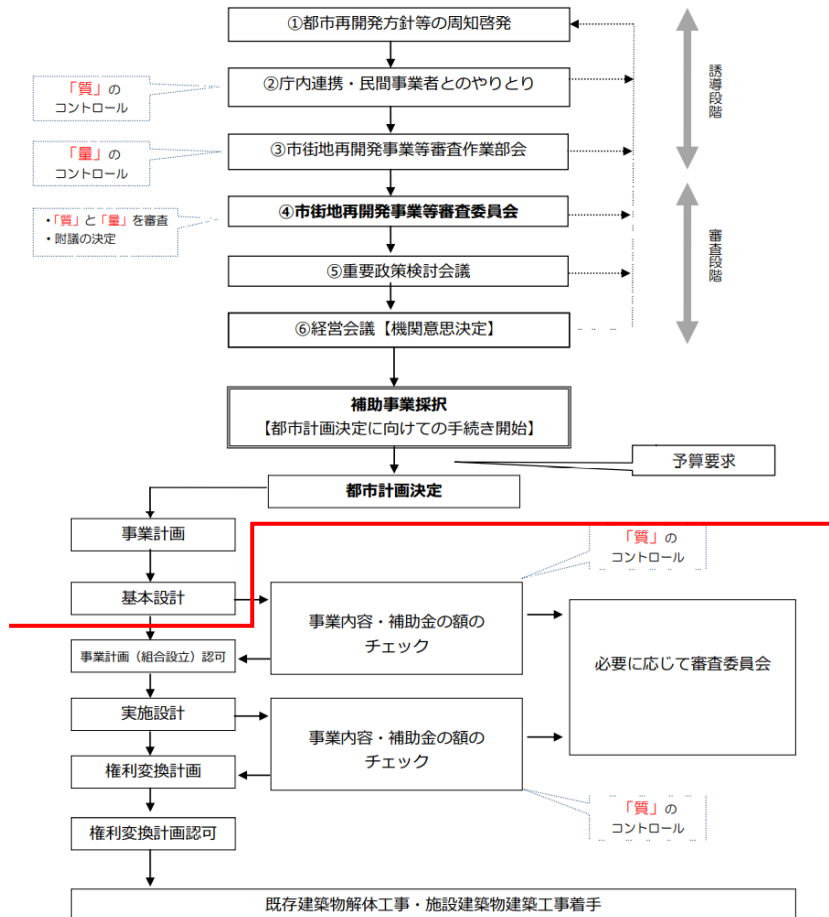 ①都市再開発方針等の周知啓発
②庁内連携・民間事業者とのやりとり
「質」の
コントロール
③市街地再開発事業等審査作業部会
「量」の
コントロール
誘導段階
④市街地再開発事業等審査委員会
・「質」と「量」を審査
・附議の決定
⑤重要政策検討会議
⑥経営会議【機関意思決定】
審査段階
補助事業採択
【都市計画決定に向けての手続き開始】
予算要求
都市計画決定
事業計画
「質」の
コントロール
基本設計
事業内容・補助金の額の
チェック
事業計画（組合設立）認可
必要に応じて審査委員会
実施設計
事業内容・補助金の額の
チェック
権利変換計画
「質」の
コントロール
権利変換計画認可
既存建築物解体工事・施設建築物建築工事着手